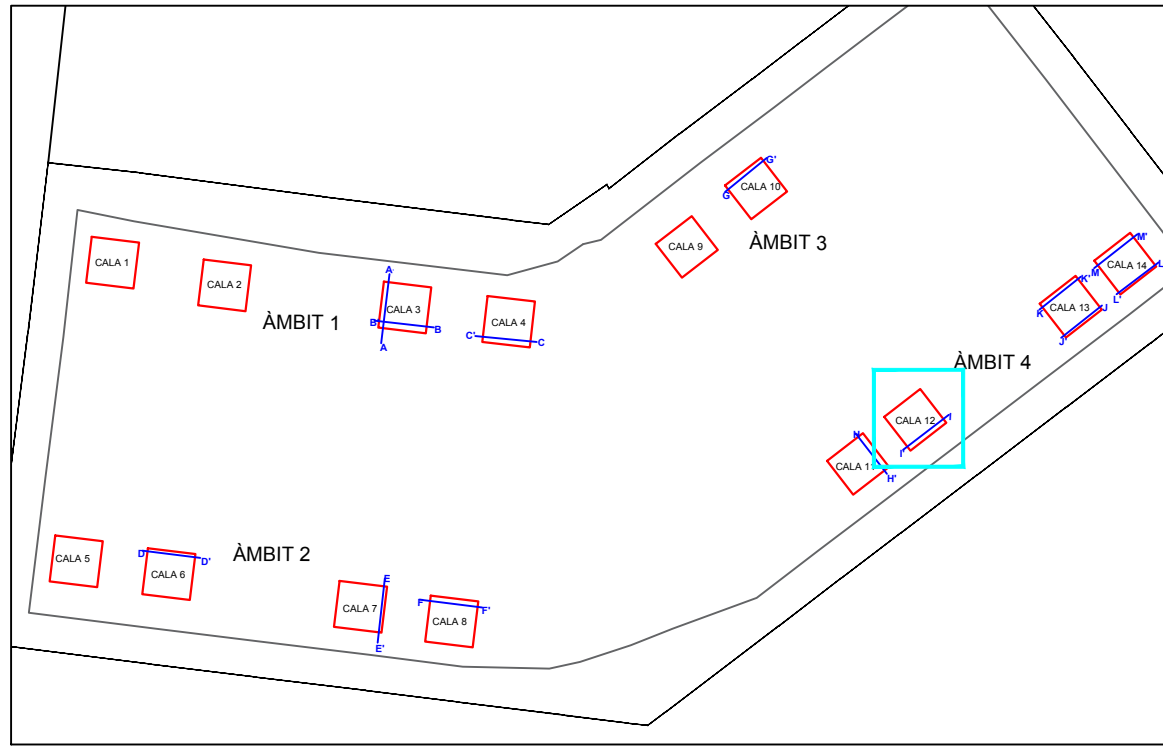 G'
CALA 10
G
M'
CALA 9
ÀMBIT 3
CALA 1
A'
CALA 14
L
M
CALA 2
K'
CALA 3
L'
CALA 13
J
K
B'
B
ÀMBIT 1
CALA 4
C'
C
A
J'
ÀMBIT 4
I
CALA 12
H
I'
CALA 11
H'
D
ÀMBIT 2
CALA 5
D'
CALA 6
E
F
CALA 7
F'
CALA 8
E'